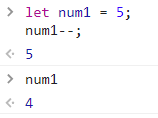 > let num1 = 5;
num1--;
<· 5
> num1
<· 4